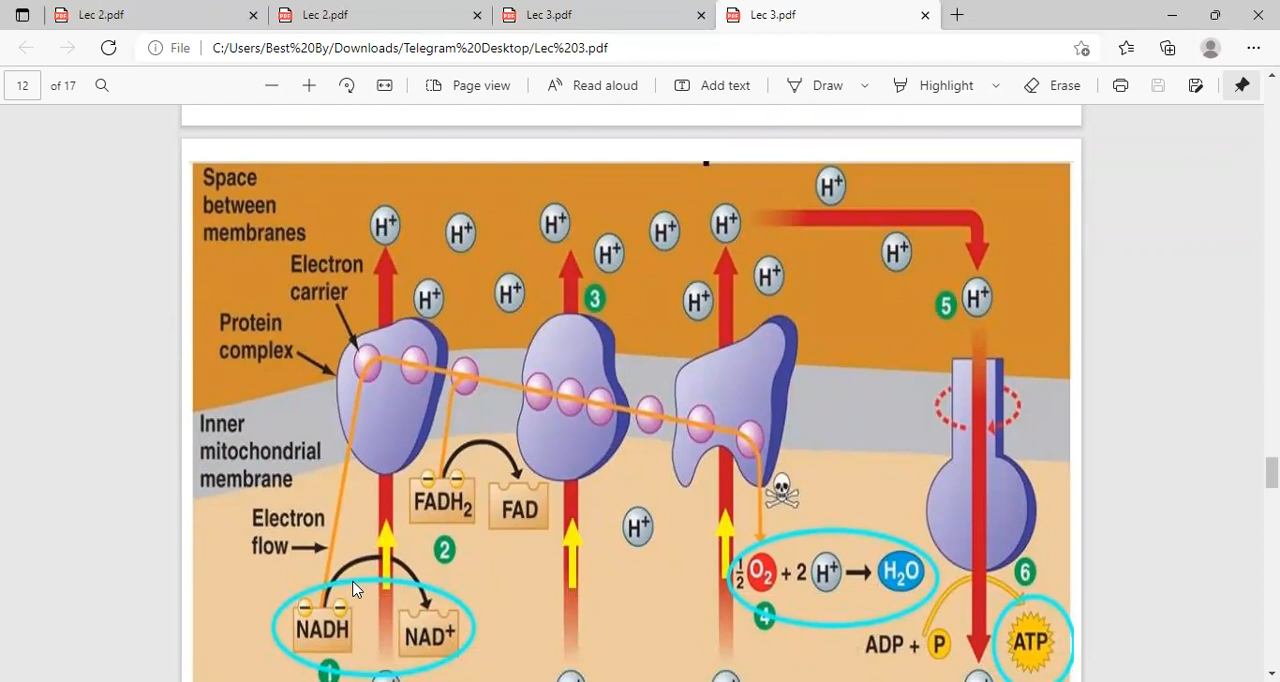 Lec 2.pdf
Lec 2.pdf
Lec 3.pdf
Lec 3.pdf
File
C:/Users/Best%20By/Downloads/Telegram%20Desktop/Lec%203.pdf
12 of 17
Page view
Read aloud
Add text
Draw
Highlight
Erase
Space
between
membranes
H⁺
H⁺
H⁺
H⁺
H⁺
H⁺
H⁺
H⁺
H⁺
H⁺
H⁺
H⁺
Electron
carrier
3
5
H⁺
Protein
complex
Inner
mitochondrial
membrane
FADH₂
FAD
H⁺
2
Electron
flow
½ O₂ + 2 H⁺ → H₂O
4
6
NADH
NAD⁺
1
ADP + P
ATP